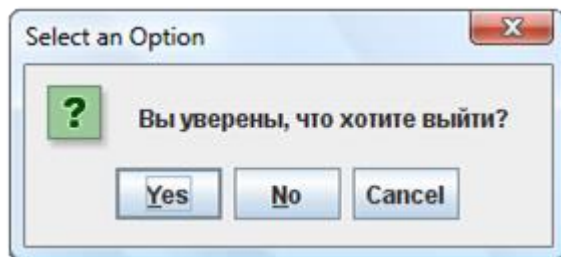 Select an Option
Вы уверены, что хотите выйти?
Yes No Cancel